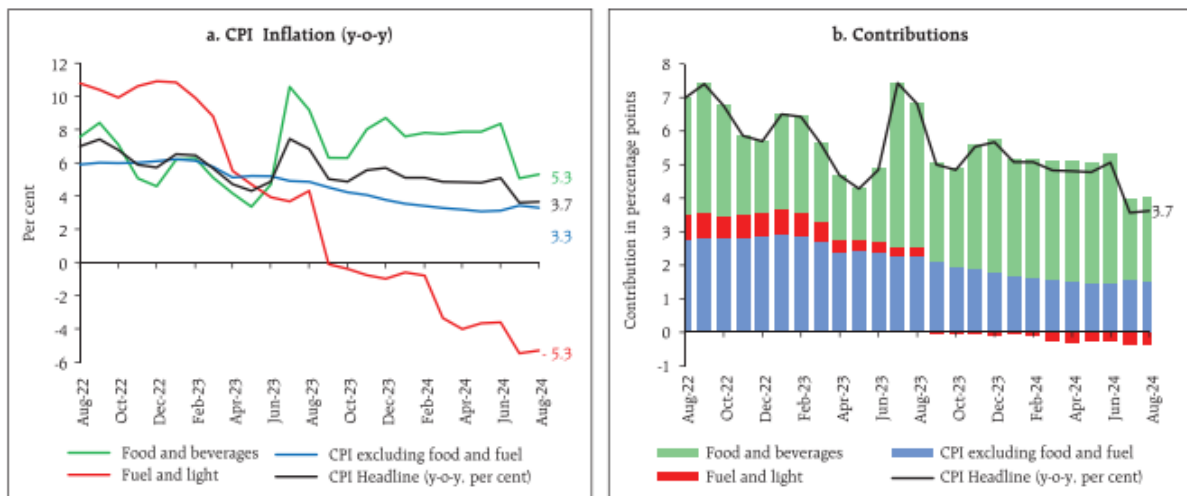 a. CPI Inflation (y-o-y)
Per cent
12
10
8
6
4
2
0
-2
-4
-6
5.3
3.7
3.3
- 5.3
Aug-22
Oct-22
Dec-22
Feb-23
Apr-23
Jun-23
Aug-23
Oct-23
Dec-23
Feb-24
Apr-24
Jun-24
Aug-24
Food and beverages
CPI excluding food and fuel
Fuel and light
CPI Headline (y-o-y. per cent)
b. Contributions
Contribution in percentage points
8
7
6
5
4
3
2
1
0
-1
3.7
Aug-22
Oct-22
Dec-22
Feb-23
Apr-23
Jun-23
Aug-23
Oct-23
Dec-23
Feb-24
Apr-24
Jun-24
Aug-24
Food and beverages
CPI excluding food and fuel
Fuel and light
CPI Headline (y-o-y. per cent)